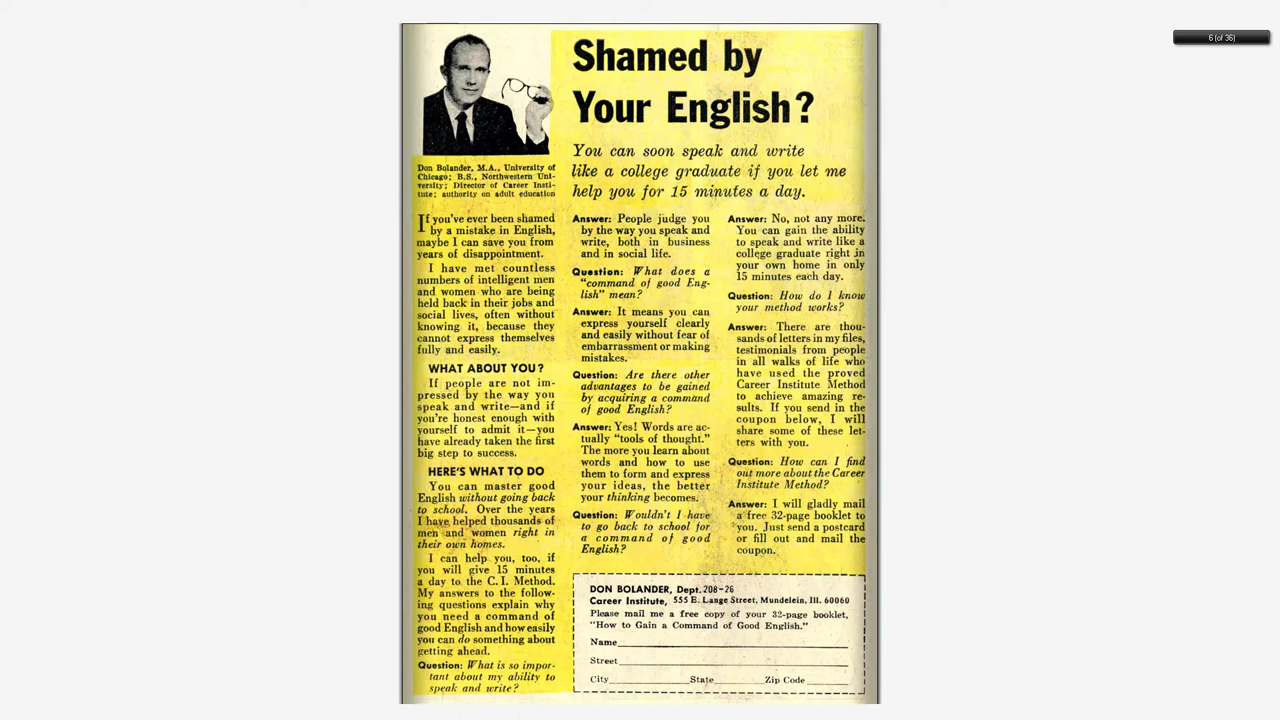 6 (of 36)
Shamed by
Your English?
You can soon speak and write
like a college graduate if you let me
help you for 15 minutes a day.
Don Bolander, M.A., University of
Chicago; B.S., Northwestern Uni-
versity; Director of Career Insti-
tute; authority on adult education
If you've ever been shamed
by a mistake in English,
maybe I can save you from
years of disappointment.
I have met countless
numbers of intelligent men
and women who are being
held back in their jobs and
social lives, often without
knowing it, because they
cannot express themselves
fully and easily.
WHAT ABOUT YOU?
If people are not im-
pressed by the way you
speak and write—and if
you're honest enough with
yourself to admit it—you
have already taken the first
big step to success.
HERE'S WHAT TO DO
You can master good
English without going back
to school. Over the years
I have helped thousands of
men and women right in
their own homes.
I can help you, too, if
you will give 15 minutes
a day to the C. I. Method.
My answers to the follow-
ing questions explain why
you need a command of
good English and how easily
you can do something about
getting ahead.
Question: What is so impor-
tant about my ability to
speak and write?
Answer: People judge you
by the way you speak and
write, both in business
and in social life.
Question: What does a
"command of good Eng-
lish" mean?
Answer: It means you can
express yourself clearly
and easily without fear of
embarrassment or making
mistakes.
Question: Are there other
advantages to be gained
by acquiring a command
of good English?
Answer: Yes! Words are ac-
tually "tools of thought."
The more you learn about
words and how to use
them to form and express
your ideas, the better
your thinking becomes.
Question: Wouldn't I have
to go back to school for
a command of good
English?
Answer: No, not any more.
You can gain the ability
to speak and write like a
college graduate right in
your own home in only
15 minutes each day.
Question: How do I know
your method works?
Answer: There are thou-
sands of letters in my files,
testimonials from people
in all walks of life who
have used the proved
Career Institute Method
to achieve amazing re-
sults. If you send in the
coupon below, I will
share some of these let-
ters with you.
Question: How can I find
out more about the Career
Institute Method?
Answer: I will gladly mail
a free 32-page booklet to
you. Just send a postcard
or fill out and mail the
coupon.
DON BOLANDER, Dept. 208-26
Career Institute, 555 E. Lange Street, Mundelein, Ill. 60060
Please mail me a free copy of your 32-page booklet,
"How to Gain a Command of Good English."
Name
Street
City State Zip Code